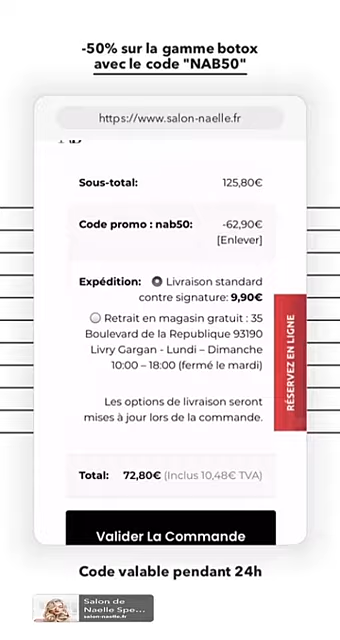 -50% sur la gamme botox
avec le code "NAB50"
https://www.salon-naelle.fr
Sous-total: 125,80€
Code promo : nab50: -62,90€
[Enlever]
Expédition: Livraison standard
contre signature: 9,90€
Retrait en magasin gratuit : 35
Boulevard de la Republique 93190
Livry Gargan - Lundi – Dimanche
10:00 – 18:00 (fermé le mardi)
RÉSERVEZ EN LIGNE
Les options de livraison seront
mises à jour lors de la commande.
Total: 72,80€ (Inclus 10,48€ TVA)
Valider La Commande
Code valable pendant 24h
Salon de
Naelle Spe...
salon-naelle.fr